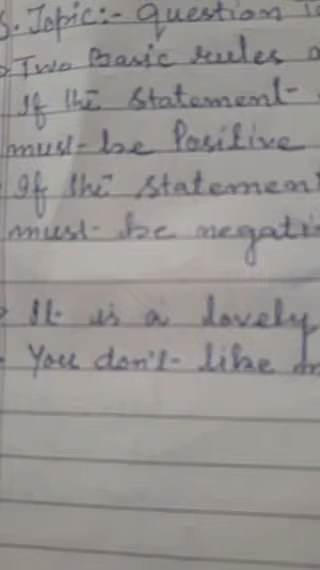 5. Topic:- Question
Two Basic rules
If the statement-
must be Positive
If the statement
must be negati
It is a lovely
You don't like